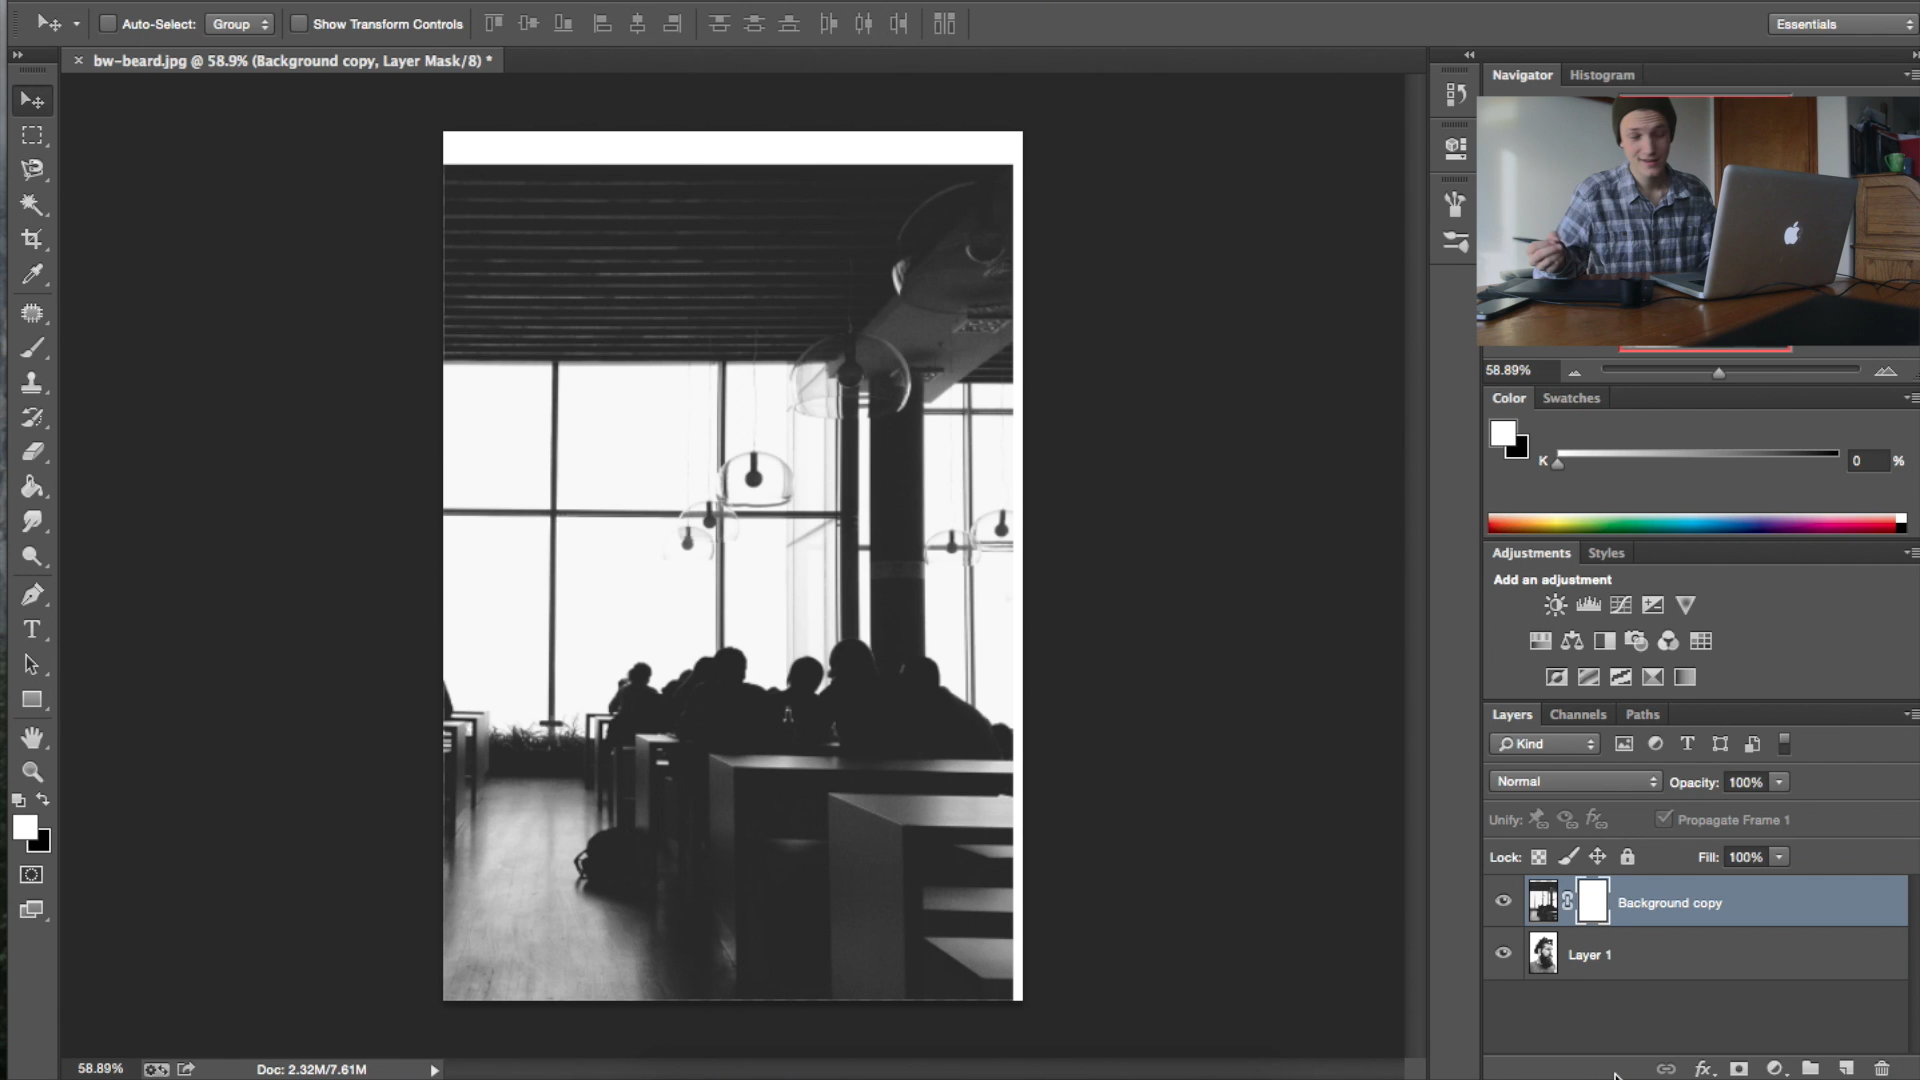 Auto-Select: Group Show Transform Controls Essentials
bw-beard.jpg @ 58.9% (Background copy, Layer Mask/8) *
Navigator Histogram
58.89%
Color Swatches
K 0 %
Adjustments Styles
Add an adjustment
Layers Channels Paths
Kind
Normal Opacity: 100%
Unify: Propagate Frame 1
Lock: Fill: 100%
Background copy
Layer 1
58.89% Doc: 2.32M/7.61M